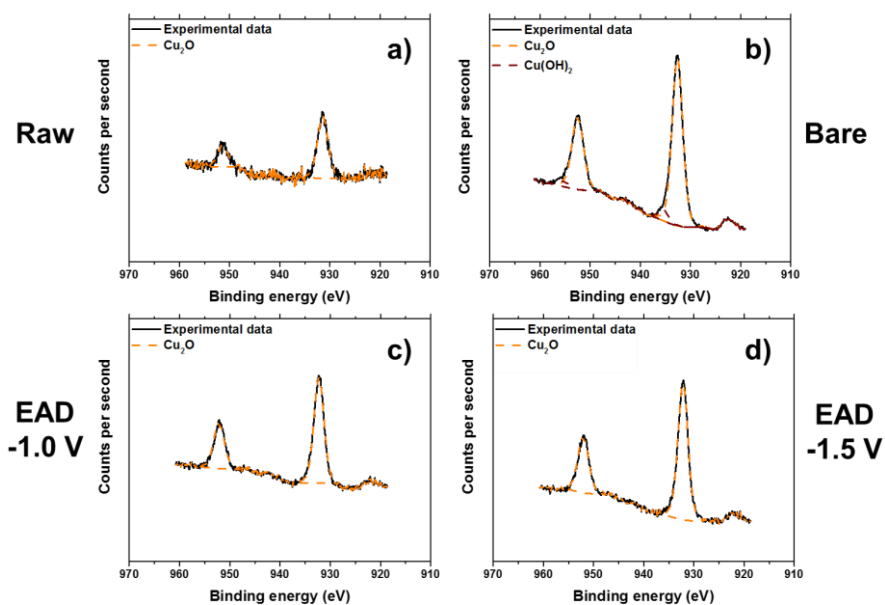 Raw
Experimental data
Cu₂O
a)
Counts per second
970 960 950 940 930 920 910
Binding energy (eV)
Experimental data
Cu₂O
Cu(OH)₂
b)
Counts per second
970 960 950 940 930 920 910
Binding energy (eV)
Bare
EAD
-1.0 V
Experimental data
Cu₂O
c)
Counts per second
970 960 950 940 930 920 910
Binding energy (eV)
Experimental data
Cu₂O
d)
Counts per second
970 960 950 940 930 920 910
Binding energy (eV)
EAD
-1.5 V